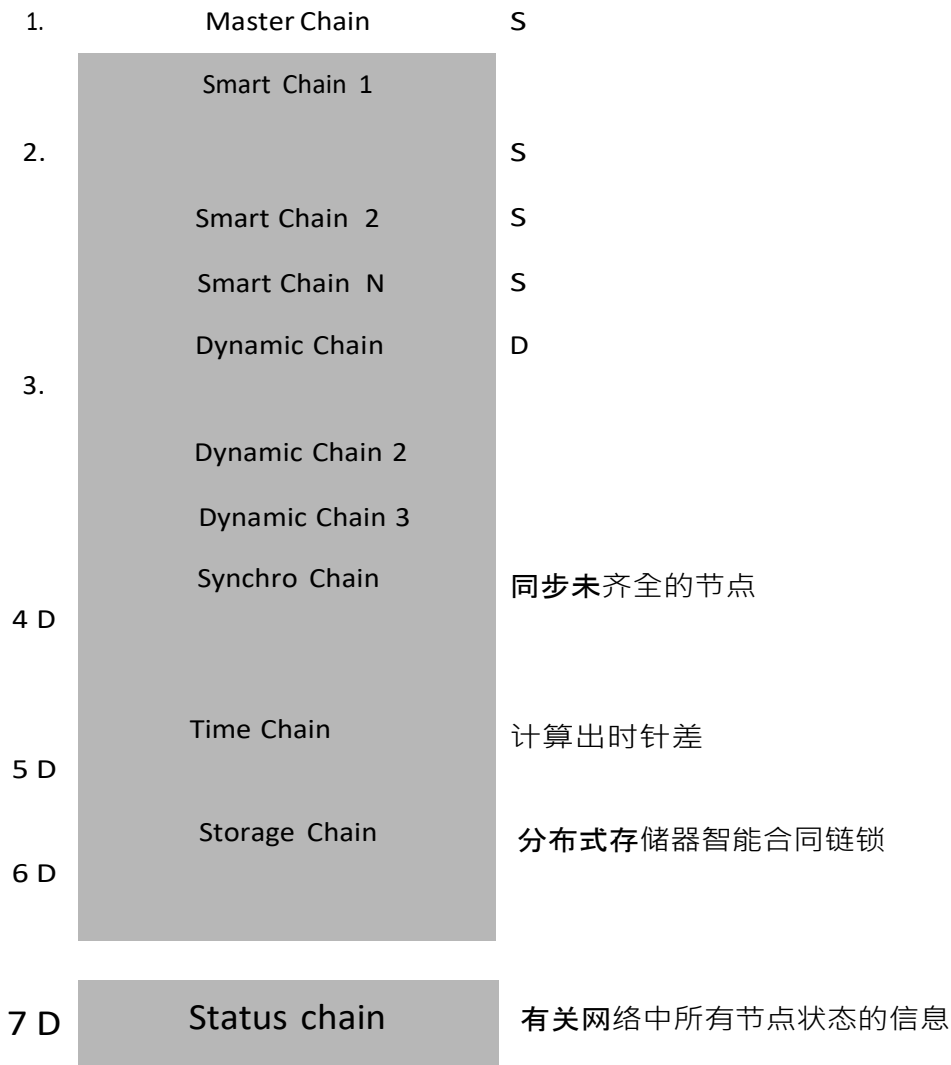 1. Master Chain S
Smart Chain 1
2. S
Smart Chain 2 S
Smart Chain N S
Dynamic Chain D
3.
Dynamic Chain 2
Dynamic Chain 3
Synchro Chain 同步未齐全的节点
4 D
Time Chain 计算出时针差
5 D
Storage Chain 分布式存储器智能合同链锁
6 D
7 D Status chain 有关网络中所有节点状态的信息